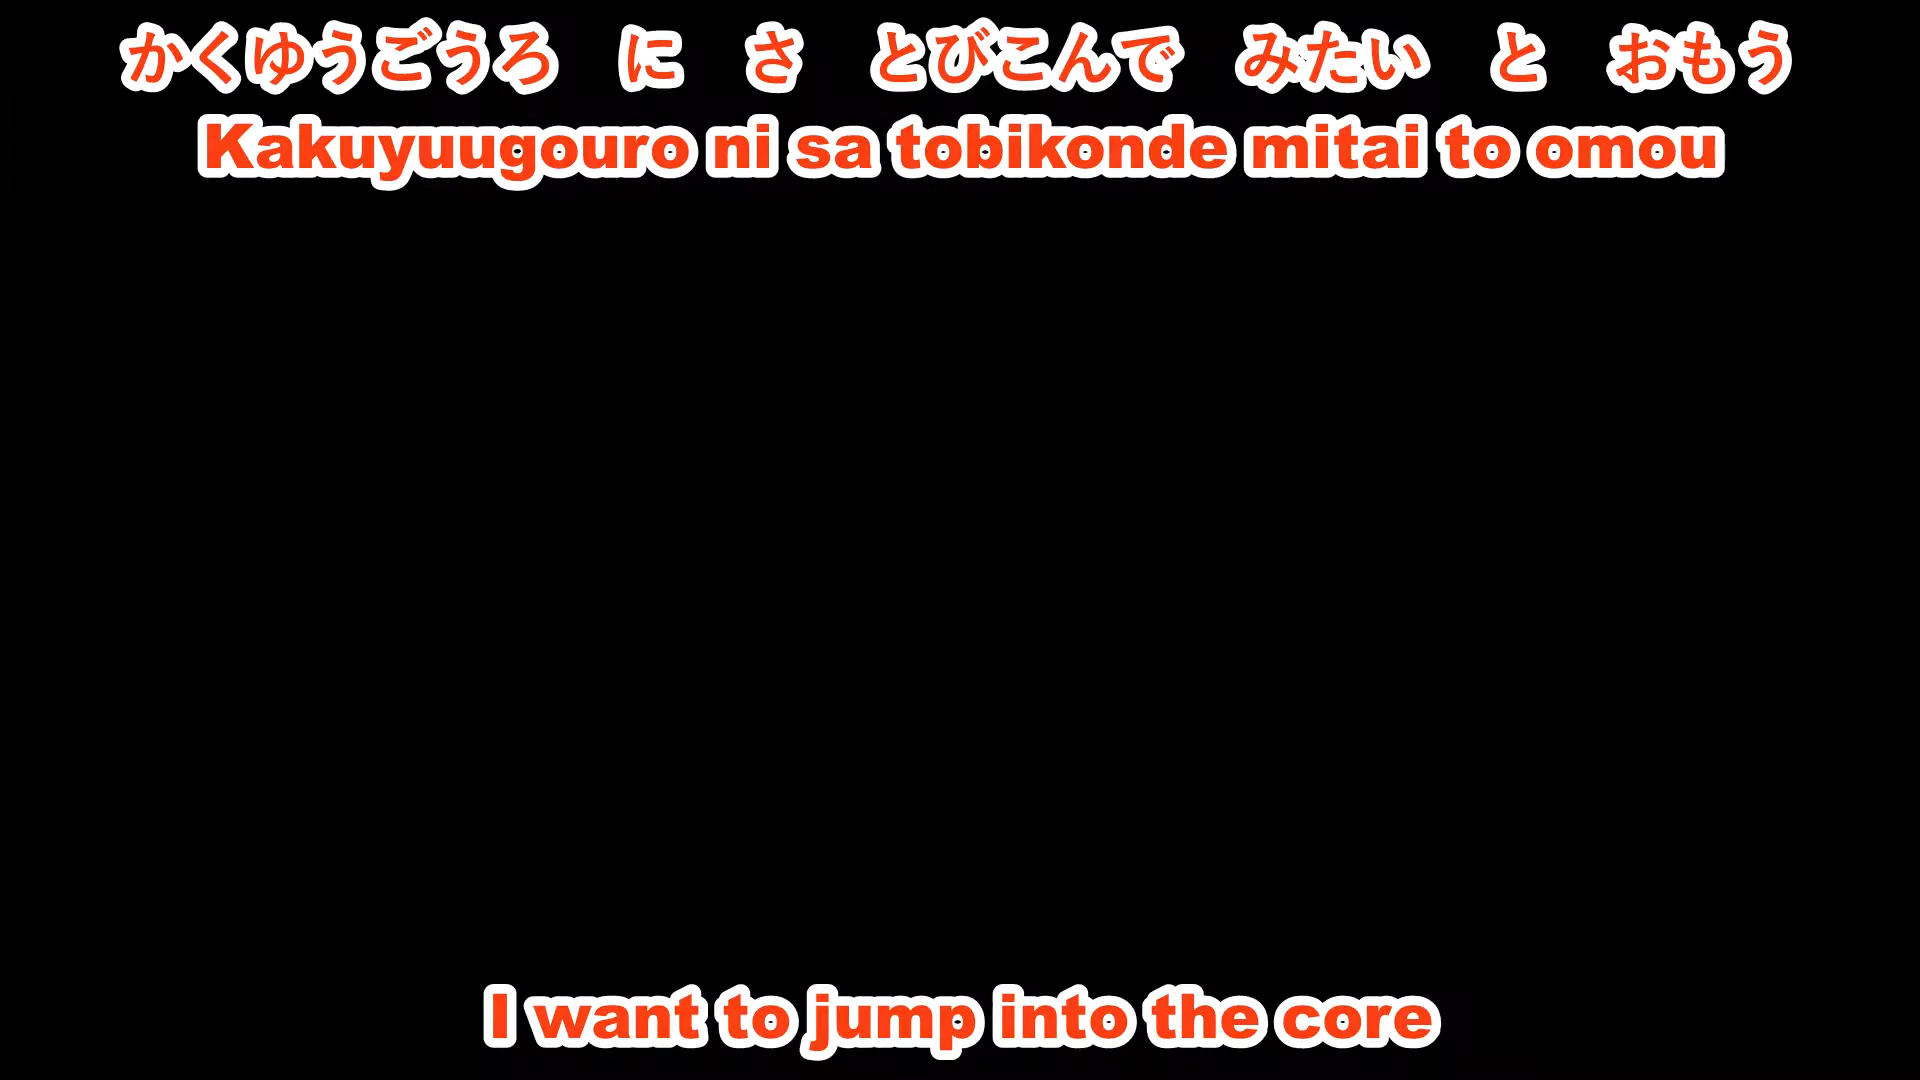 かくゆうごうろ　に　さ　とびこんで　みたい　と　おもう
Kakuyuugouro ni sa tobikonde mitai to omou
I want to jump into the core